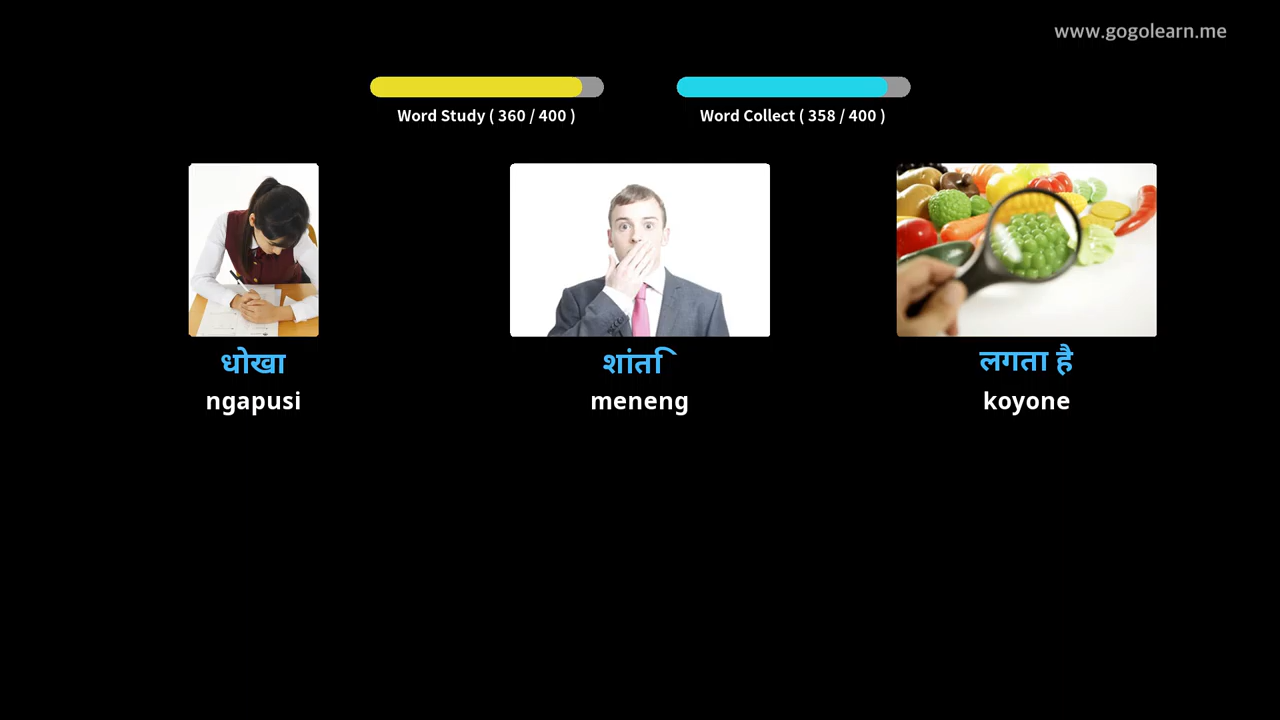 www.gogolearn.me
Word Study ( 360 / 400 )
Word Collect ( 358 / 400 )
धोखा
ngapusi
शांति
meneng
लगता है
koyone